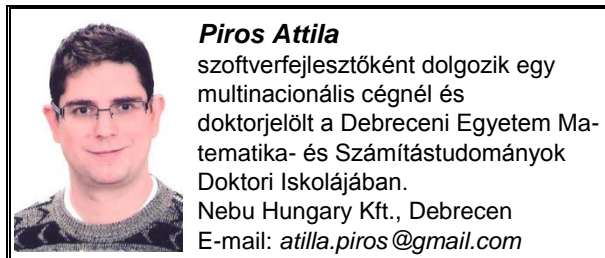 Piros Attila
szoftverfejlesztőként dolgozik egy
multinacionális cégnél és
doktorjelölt a Debreceni Egyetem Ma-
tematika- és Számítástudományok
Doktori Iskolájában.
Nebu Hungary Kft., Debrecen
E-mail: atilla.piros@gmail.com